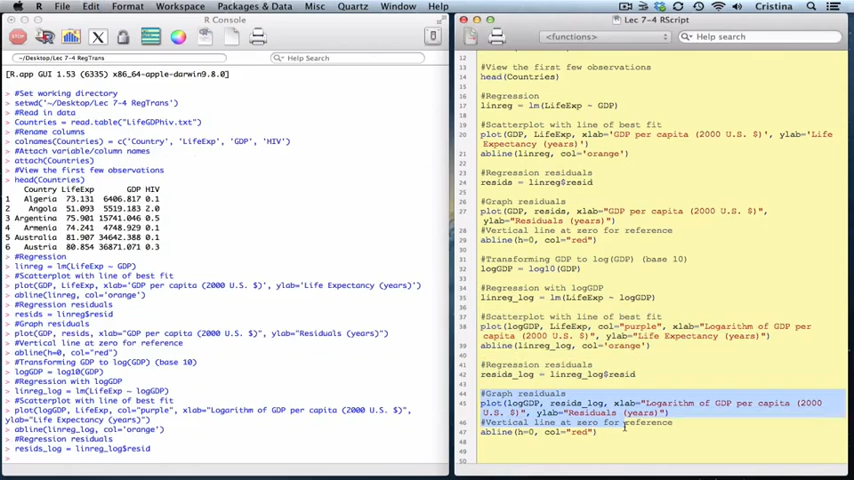 R File Edit Format Workspace Packages & Data Misc Quartz Window Help Cristina
R Console
~/Desktop/Lec 7-4 RegTrans Help Search
[R.app GUI 1.53 (6335) x86_64-apple-darwin9.8.0]
> #Set working directory
> setwd('~/Desktop/Lec 7-4 RegTrans')
> #Read in data
> Countries = read.table("LifeGDPhiv.txt")
> #Rename columns
> colnames(Countries) = c('Country', 'LifeExp', 'GDP', 'HIV')
> #Attach variable/column names
> attach(Countries)
> #View the first few observations
> head(Countries)
Country LifeExp GDP HIV
1 Algeria 73.131 6406.817 0.1
2 Angola 51.093 5519.183 2.0
3 Argentina 75.901 15741.046 0.5
4 Armenia 74.241 4748.929 0.1
5 Australia 81.907 34642.388 0.1
6 Austria 80.854 36871.071 0.3
> #Regression
> linreg = lm(LifeExp ~ GDP)
> #Scatterplot with line of best fit
> plot(GDP, LifeExp, xlab='GDP per capita (2000 U.S. $)', ylab='Life Expectancy (years)')
> abline(linreg, col='orange')
> #Regression residuals
> resids = linreg$resid
> #Graph residuals
> plot(GDP, resids, xlab="GDP per capita (2000 U.S. $)", ylab="Residuals (years)")
> #Vertical line at zero for reference
> abline(h=0, col="red")
> #Transforming GDP to log(GDP) (base 10)
> logGDP = log10(GDP)
> #Regression with logGDP
> linreg_log = lm(LifeExp ~ logGDP)
> #Scatterplot with line of best fit
> plot(logGDP, LifeExp, col="purple", xlab="Logarithm of GDP per capita (2000 U.S. $)",
ylab="Life Expectancy (years)")
> abline(linreg_log, col='orange')
> #Regression residuals
> resids_log = linreg_log$resid
>
Lec 7-4 RScript
<functions> Help search
12
13 #View the first few observations
14 head(Countries)
15
16 #Regression
17 linreg = lm(LifeExp ~ GDP)
18
19 #Scatterplot with line of best fit
20 plot(GDP, LifeExp, xlab='GDP per capita (2000 U.S. $)', ylab='Life
Expectancy (years)')
21 abline(linreg, col='orange')
22
23 #Regression residuals
24 resids = linreg$resid
25
26 #Graph residuals
27 plot(GDP, resids, xlab="GDP per capita (2000 U.S. $)",
ylab="Residuals (years)")
28 #Vertical line at zero for reference
29 abline(h=0, col="red")
30
31 #Transforming GDP to log(GDP) (base 10)
32 logGDP = log10(GDP)
33
34 #Regression with logGDP
35 linreg_log = lm(LifeExp ~ logGDP)
36
37 #Scatterplot with line of best fit
38 plot(logGDP, LifeExp, col="purple", xlab="Logarithm of GDP per
capita (2000 U.S. $)", ylab="Life Expectancy (years)")
39 abline(linreg_log, col='orange')
40
41 #Regression residuals
42 resids_log = linreg_log$resid
43
44 #Graph residuals
45 plot(logGDP, resids_log, xlab="Logarithm of GDP per capita (2000
U.S. $)", ylab="Residuals (years)")
46 #Vertical line at zero for reference
47 abline(h=0, col="red")
48
49
50